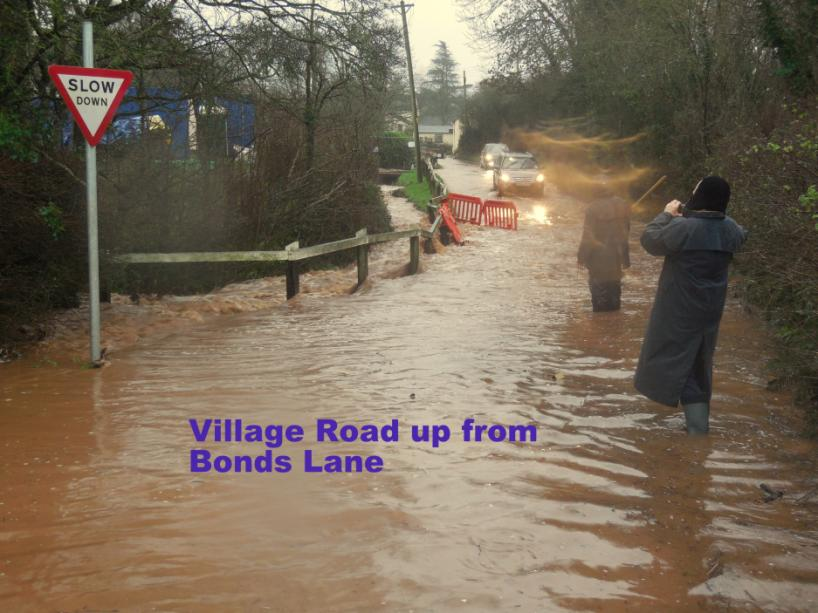 SLOW
DOWN
Village Road up from
Bonds Lane